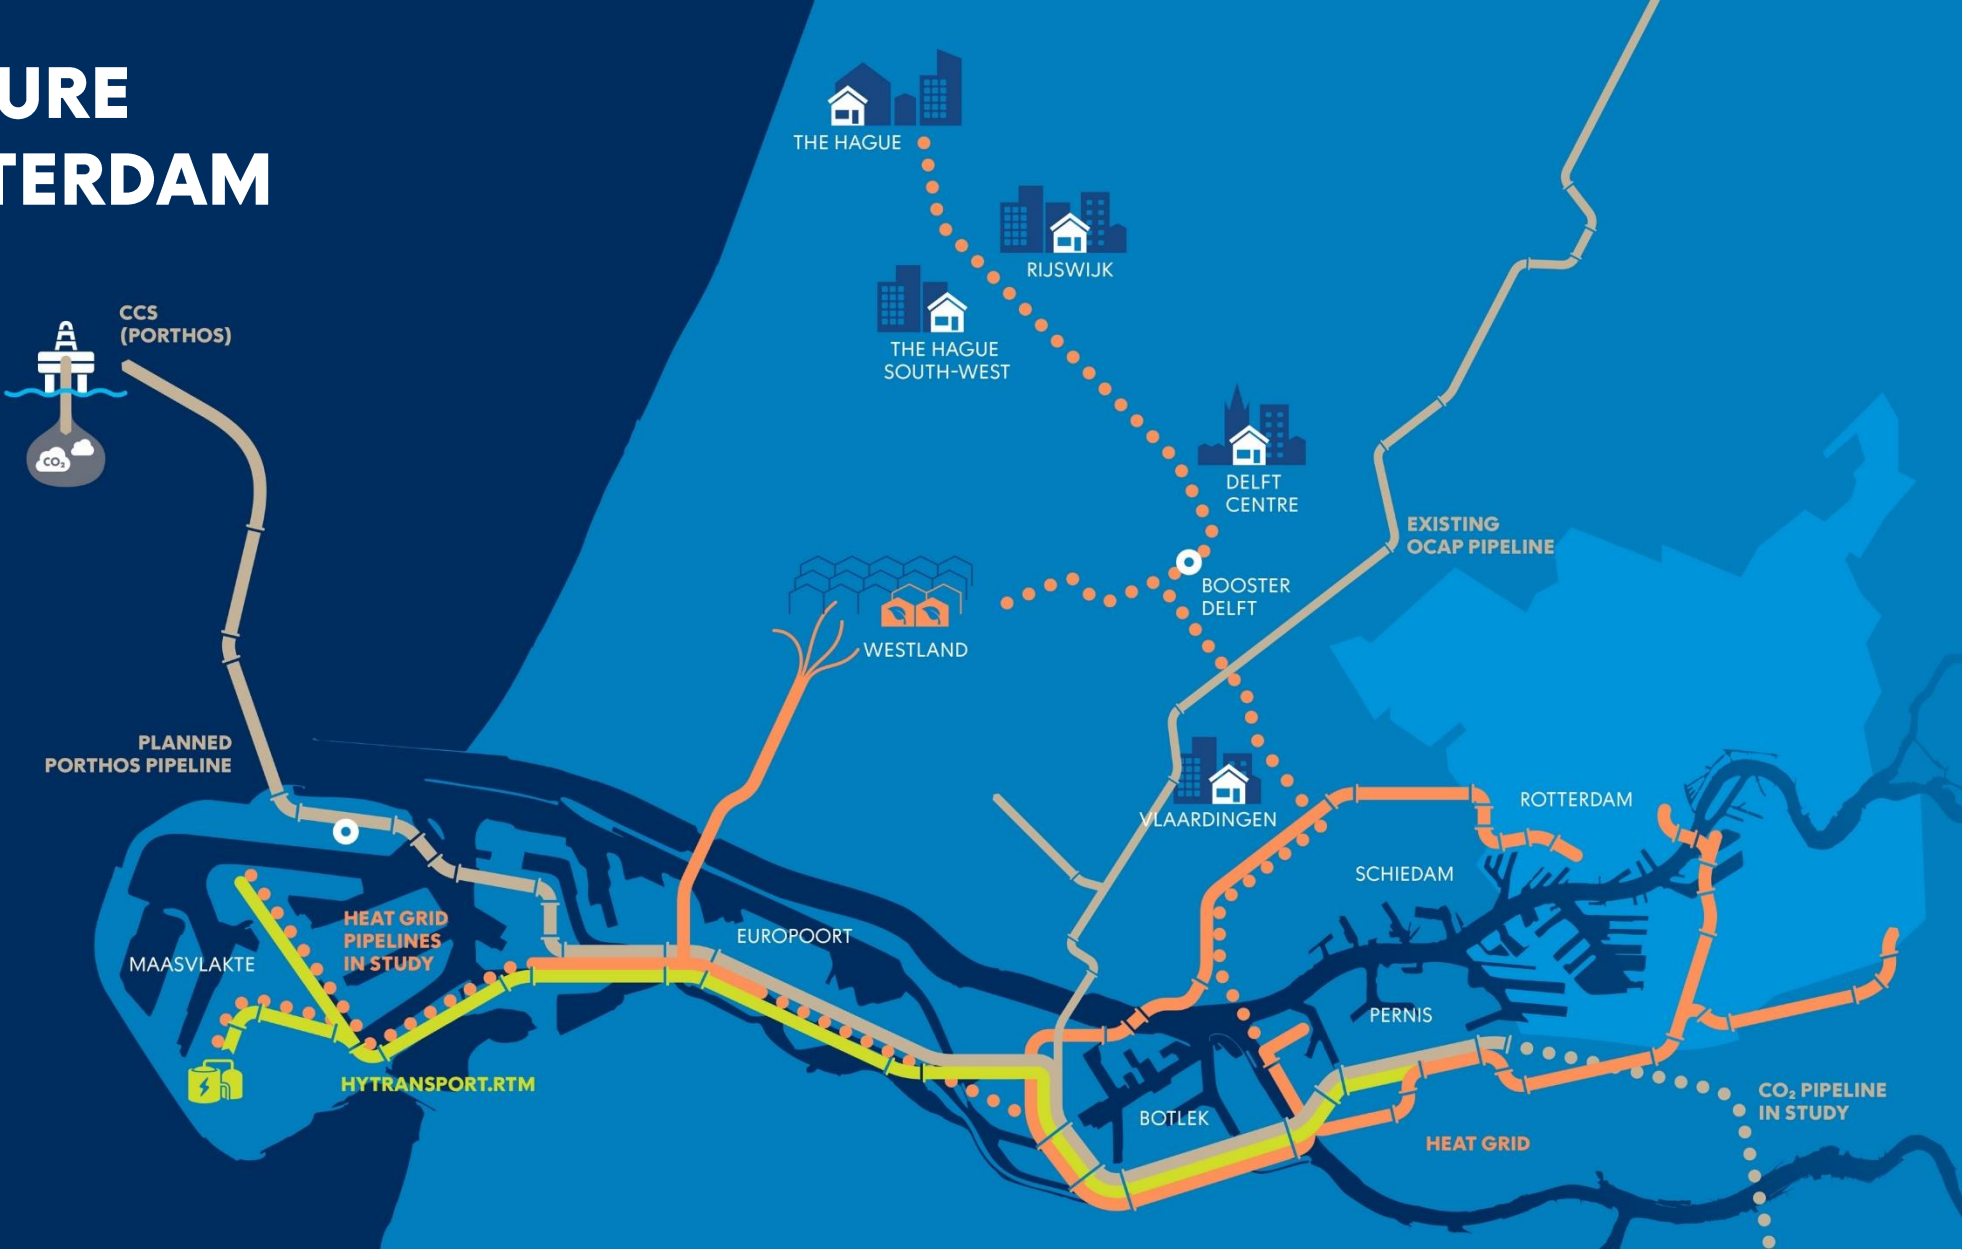 URE
TERDAM
THE HAGUE
RIJSWIJK
THE HAGUE
SOUTH-WEST
CCS
(PORTHOS)
CO₂
DELFT
CENTRE
EXISTING
OCAP PIPELINE
BOOSTER
DELFT
WESTLAND
PLANNED
PORTHOS PIPELINE
VLAARDINGEN
ROTTERDAM
SCHIEDAM
HEAT GRID
PIPELINES
IN STUDY
MAASVLAKTE
EUROPOORT
PERNIS
HYTRANSPORT.RTM
BOTLEK
CO₂ PIPELINE
IN STUDY
HEAT GRID